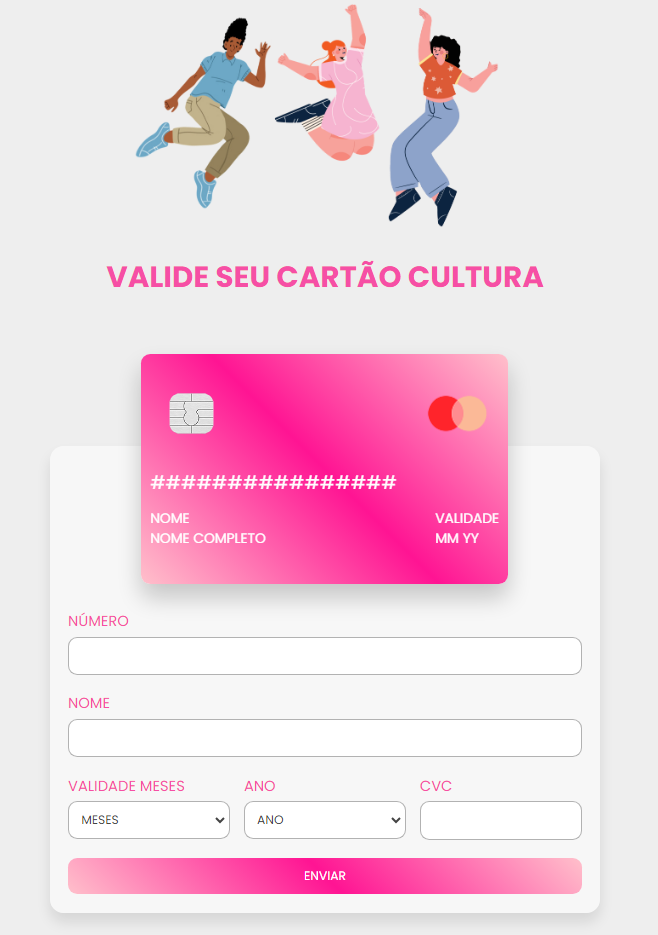 VALIDE SEU CARTÃO CULTURA
################
NOME
VALIDADE
NOME COMPLETO
MM YY
NÚMERO
NOME
VALIDADE MESES
ANO
CVC
MESES
ANO
ENVIAR